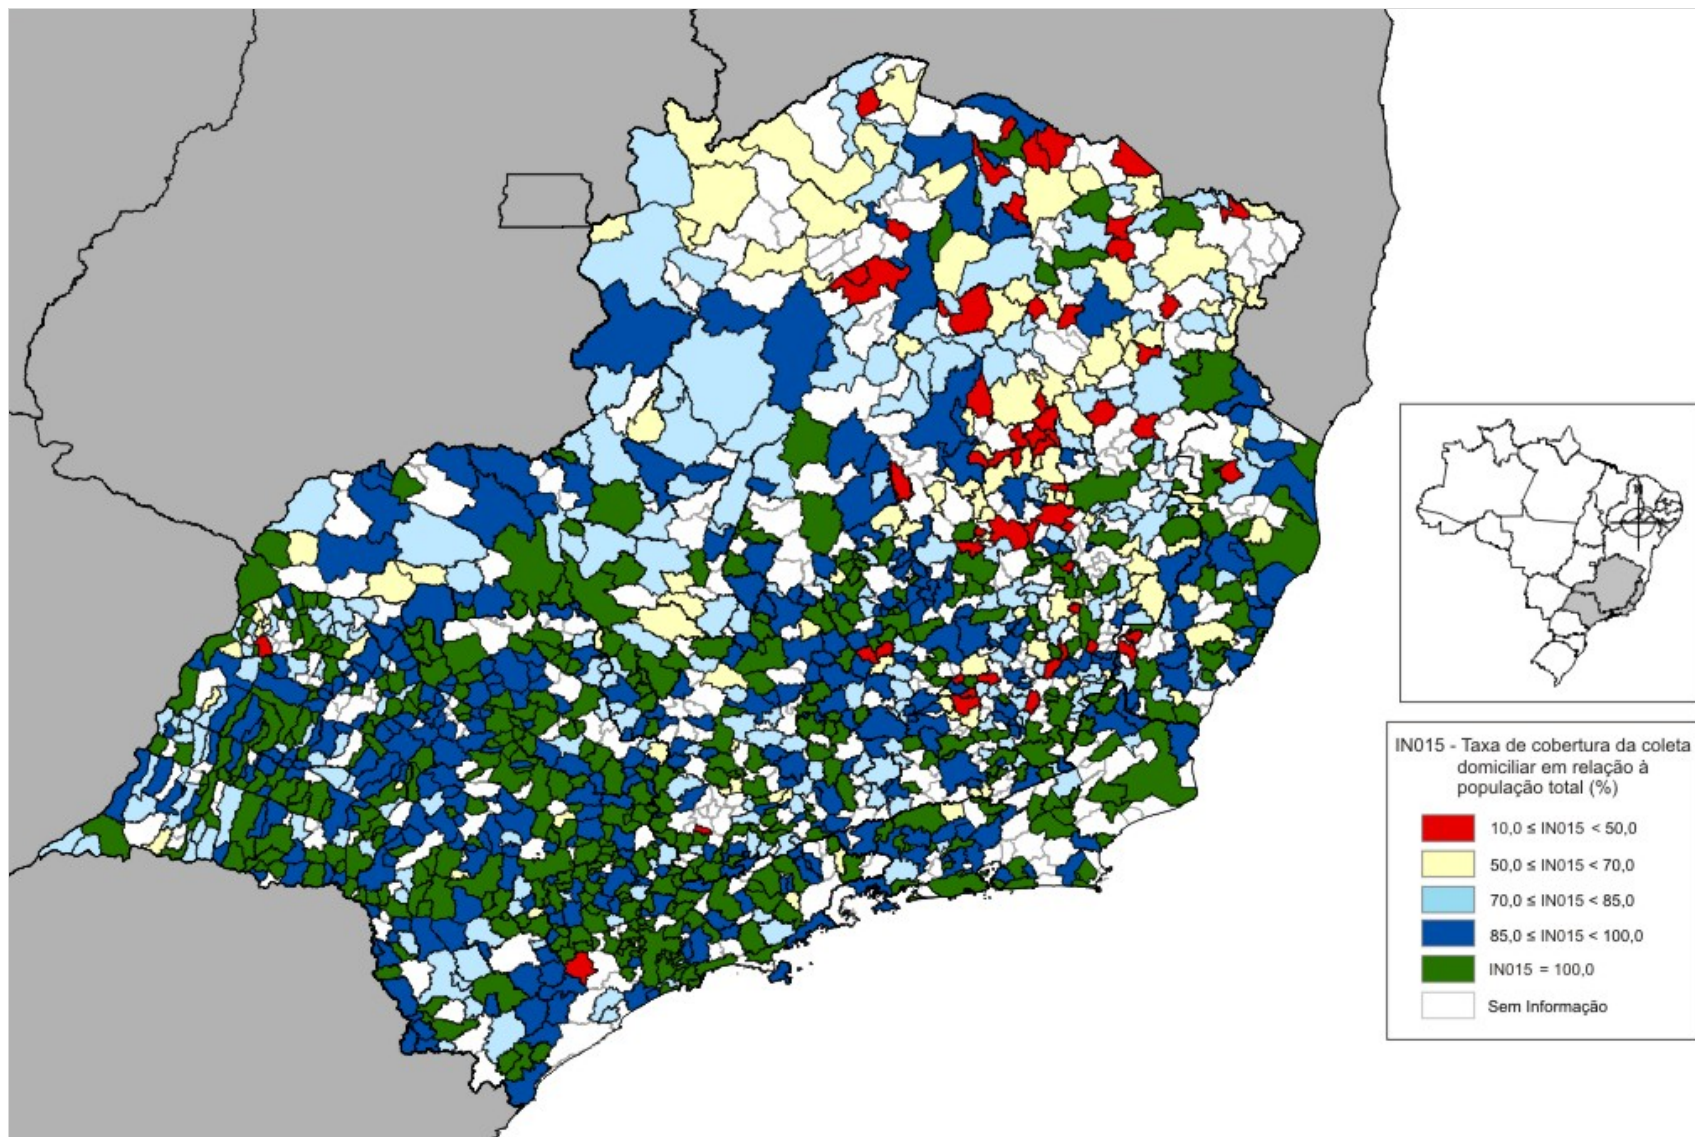 IN015 - Taxa de cobertura da coleta
domiciliar em relação à
população total (%)
10,0 ≤ IN015 < 50,0
50,0 ≤ IN015 < 70,0
70,0 ≤ IN015 < 85,0
85,0 ≤ IN015 < 100,0
IN015 = 100,0
Sem Informação